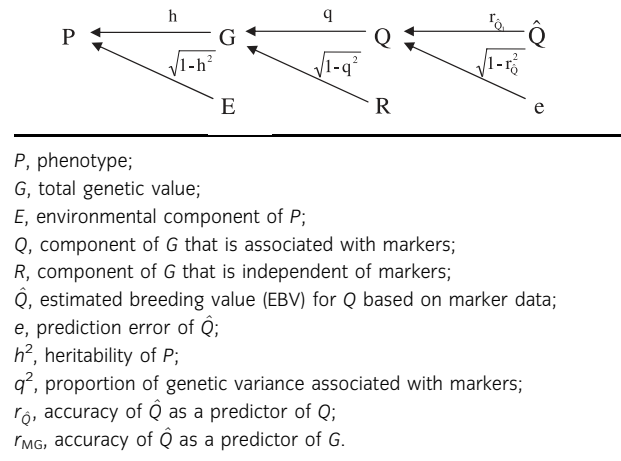 h q r_Q̂ᵢ
P G Q Q̂
√1-h² √1-q² √1-r²_Q̂
E R e
P, phenotype;
G, total genetic value;
E, environmental component of P;
Q, component of G that is associated with markers;
R, component of G that is independent of markers;
Q̂, estimated breeding value (EBV) for Q based on marker data;
e, prediction error of Q̂;
h², heritability of P;
q², proportion of genetic variance associated with markers;
r_Q̂, accuracy of Q̂ as a predictor of Q;
r_MG, accuracy of Q̂ as a predictor of G.